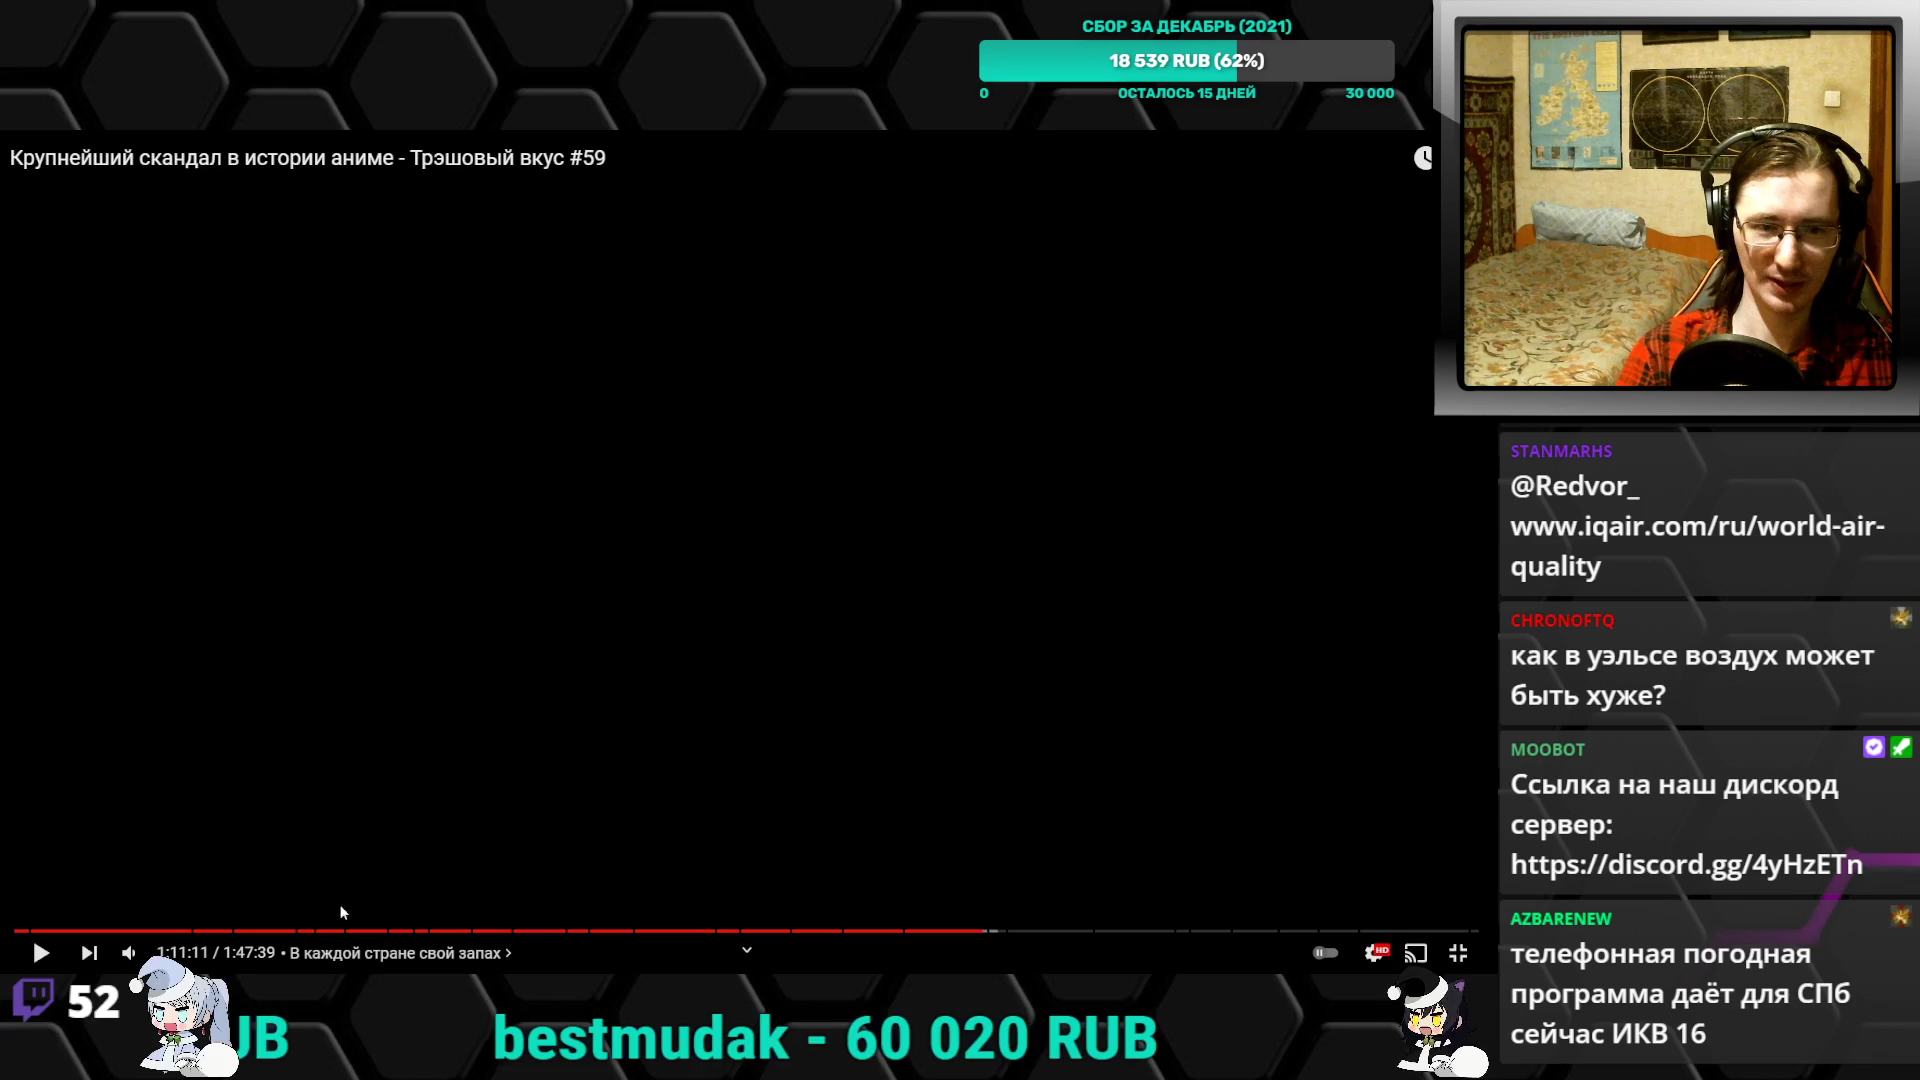 СБОР ЗА ДЕКАБРЬ (2021)
18 539 RUB (62%)
0 ОСТАЛОСЬ 15 ДНЕЙ 30 000
Крупнейший скандал в истории аниме - Трэшовый вкус #59
STANMARHS
@Redvor_
www.iqair.com/ru/world-air-
quality
CHRONOFTQ
как в уэльсе воздух может
быть хуже?
MOOBOT
Ссылка на наш дискорд
сервер:
https://discord.gg/4yHzETn
AZBARENEW
телефонная погодная
программа даёт для СПб
сейчас ИКВ 16
1:11:11 / 1:47:39 • В каждой стране свой запах
HD
52
UB bestmudak - 60 020 RUB